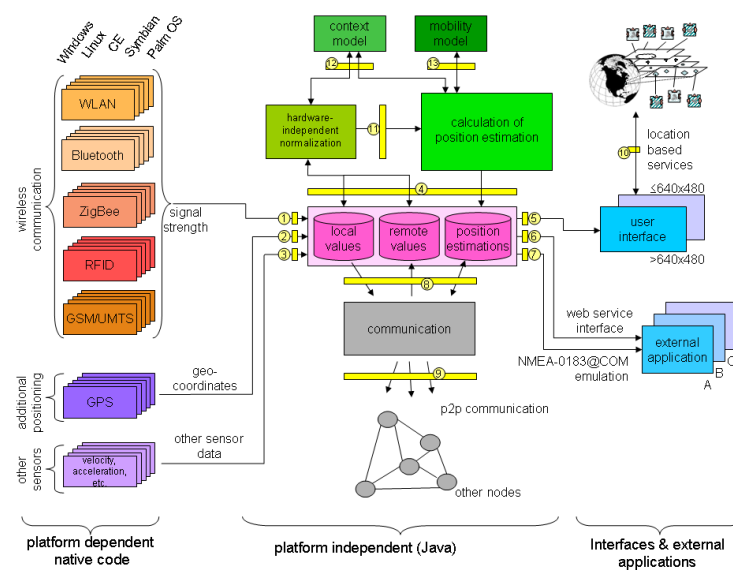 Windows
Linux
CE
Symbian
Palm OS
context
model
mobility
model
12
13
WLAN
Bluetooth
ZigBee
RFID
GSM/UMTS
wireless
communication
signal
strength
hardware-
independent
normalization
11
calculation of
position estimation
4
1
2
3
local
values
remote
values
position
estimations
5
6
7
10
location
based
services
≤640x480
user
interface
>640x480
8
communication
9
web service
interface
NMEA-0183@COM
emulation
external
application
A
B
C
additional
positioning
GPS
geo-
coordinates
other
sensors
velocity,
acceleration,
etc.
other sensor
data
p2p communication
other nodes
platform dependent
native code
platform independent (Java)
Interfaces & external
applications